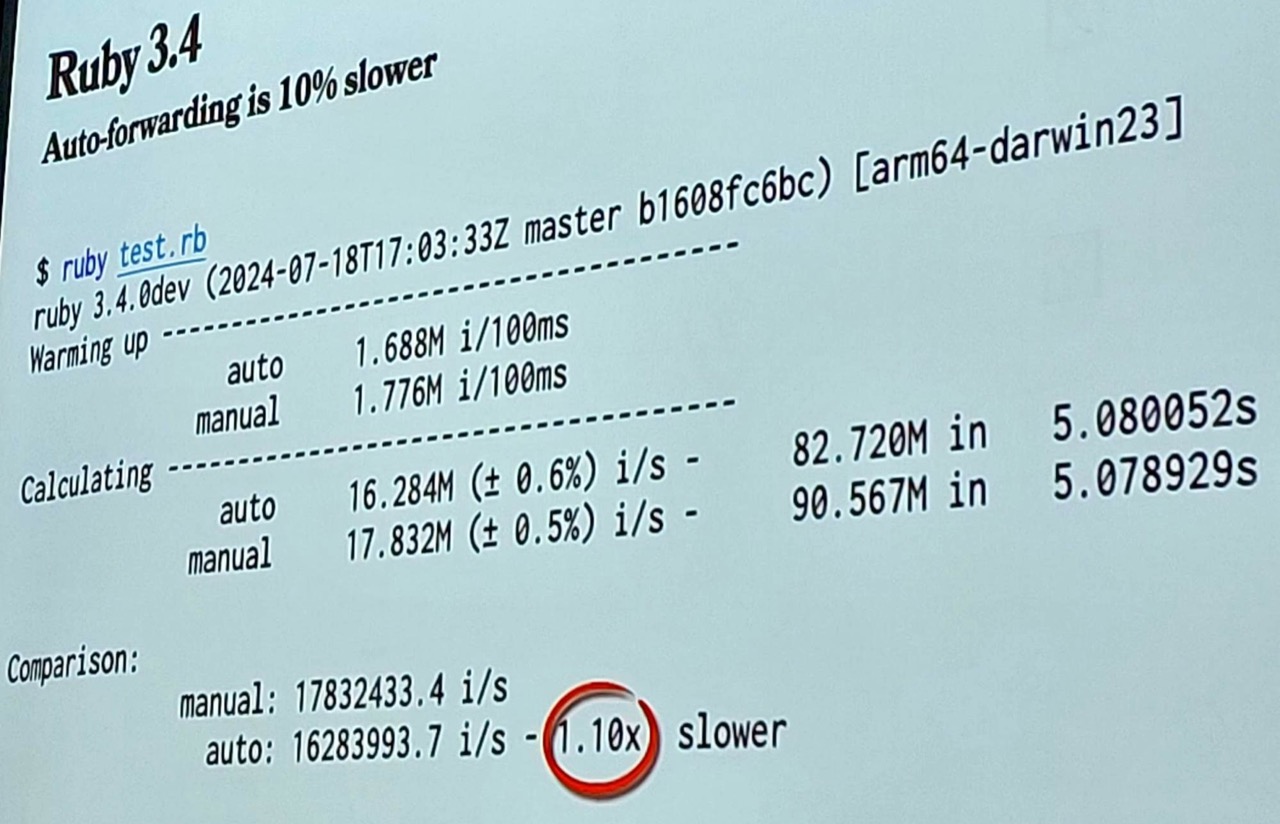 Ruby 3.4
Auto-forwarding is 10% slower
$ ruby test.rb
ruby 3.4.0dev (2024-07-18T17:03:33Z master b1608fc6bc) [arm64-darwin23]
Warming up --------------------------------------
auto 1.688M i/100ms
manual 1.776M i/100ms
Calculating -------------------------------------
auto 16.284M (± 0.6%) i/s - 82.720M in 5.080052s
manual 17.832M (± 0.5%) i/s - 90.567M in 5.078929s
Comparison:
manual: 17832433.4 i/s
auto: 16283993.7 i/s - 1.10x slower